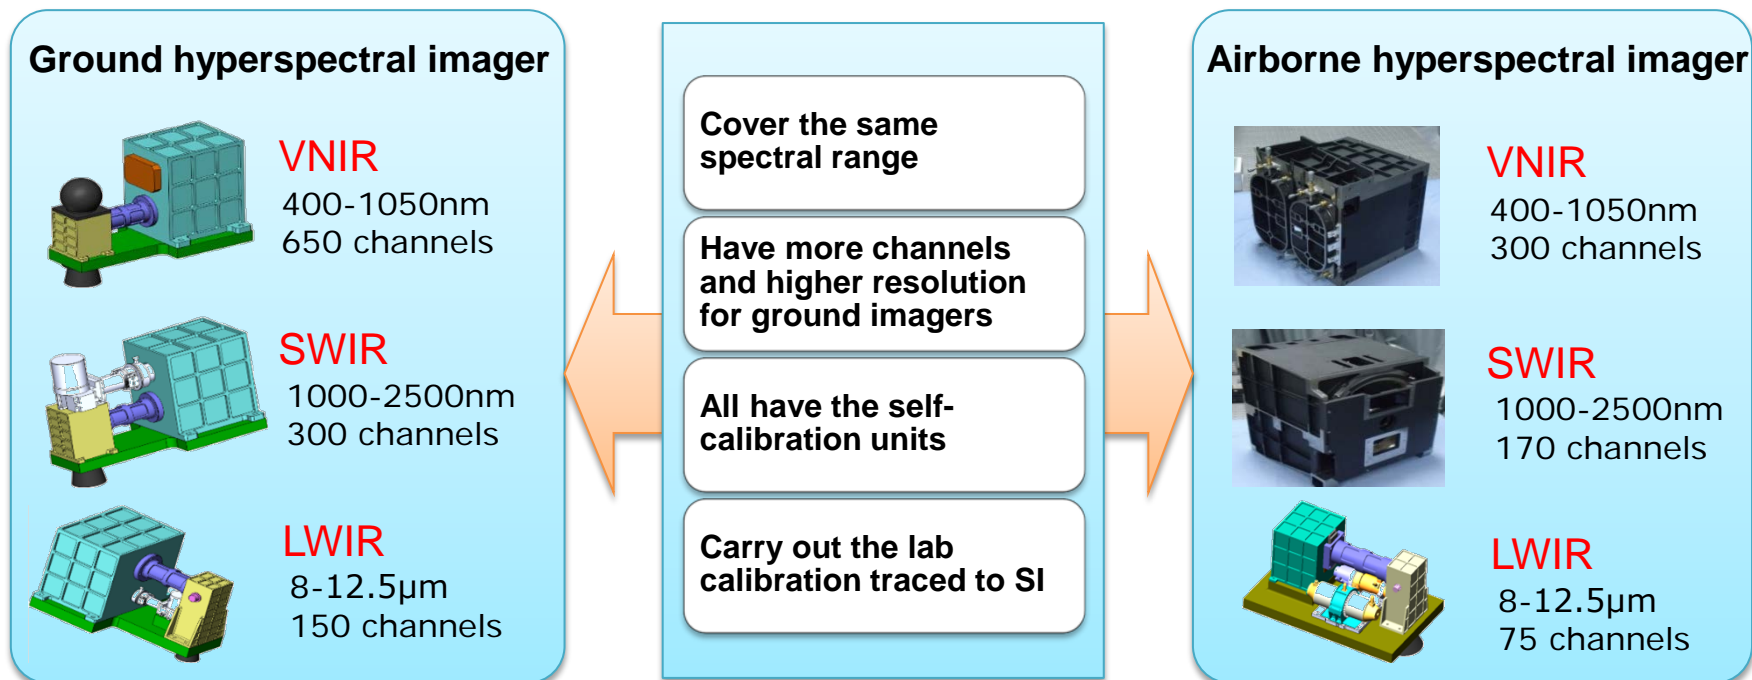 Ground hyperspectral imager
VNIR
400-1050nm
650 channels
SWIR
1000-2500nm
300 channels
LWIR
8-12.5µm
150 channels
Cover the same
spectral range
Have more channels
and higher resolution
for ground imagers
All have the self-
calibration units
Carry out the lab
calibration traced to SI
Airborne hyperspectral imager
VNIR
400-1050nm
300 channels
SWIR
1000-2500nm
170 channels
LWIR
8-12.5µm
75 channels